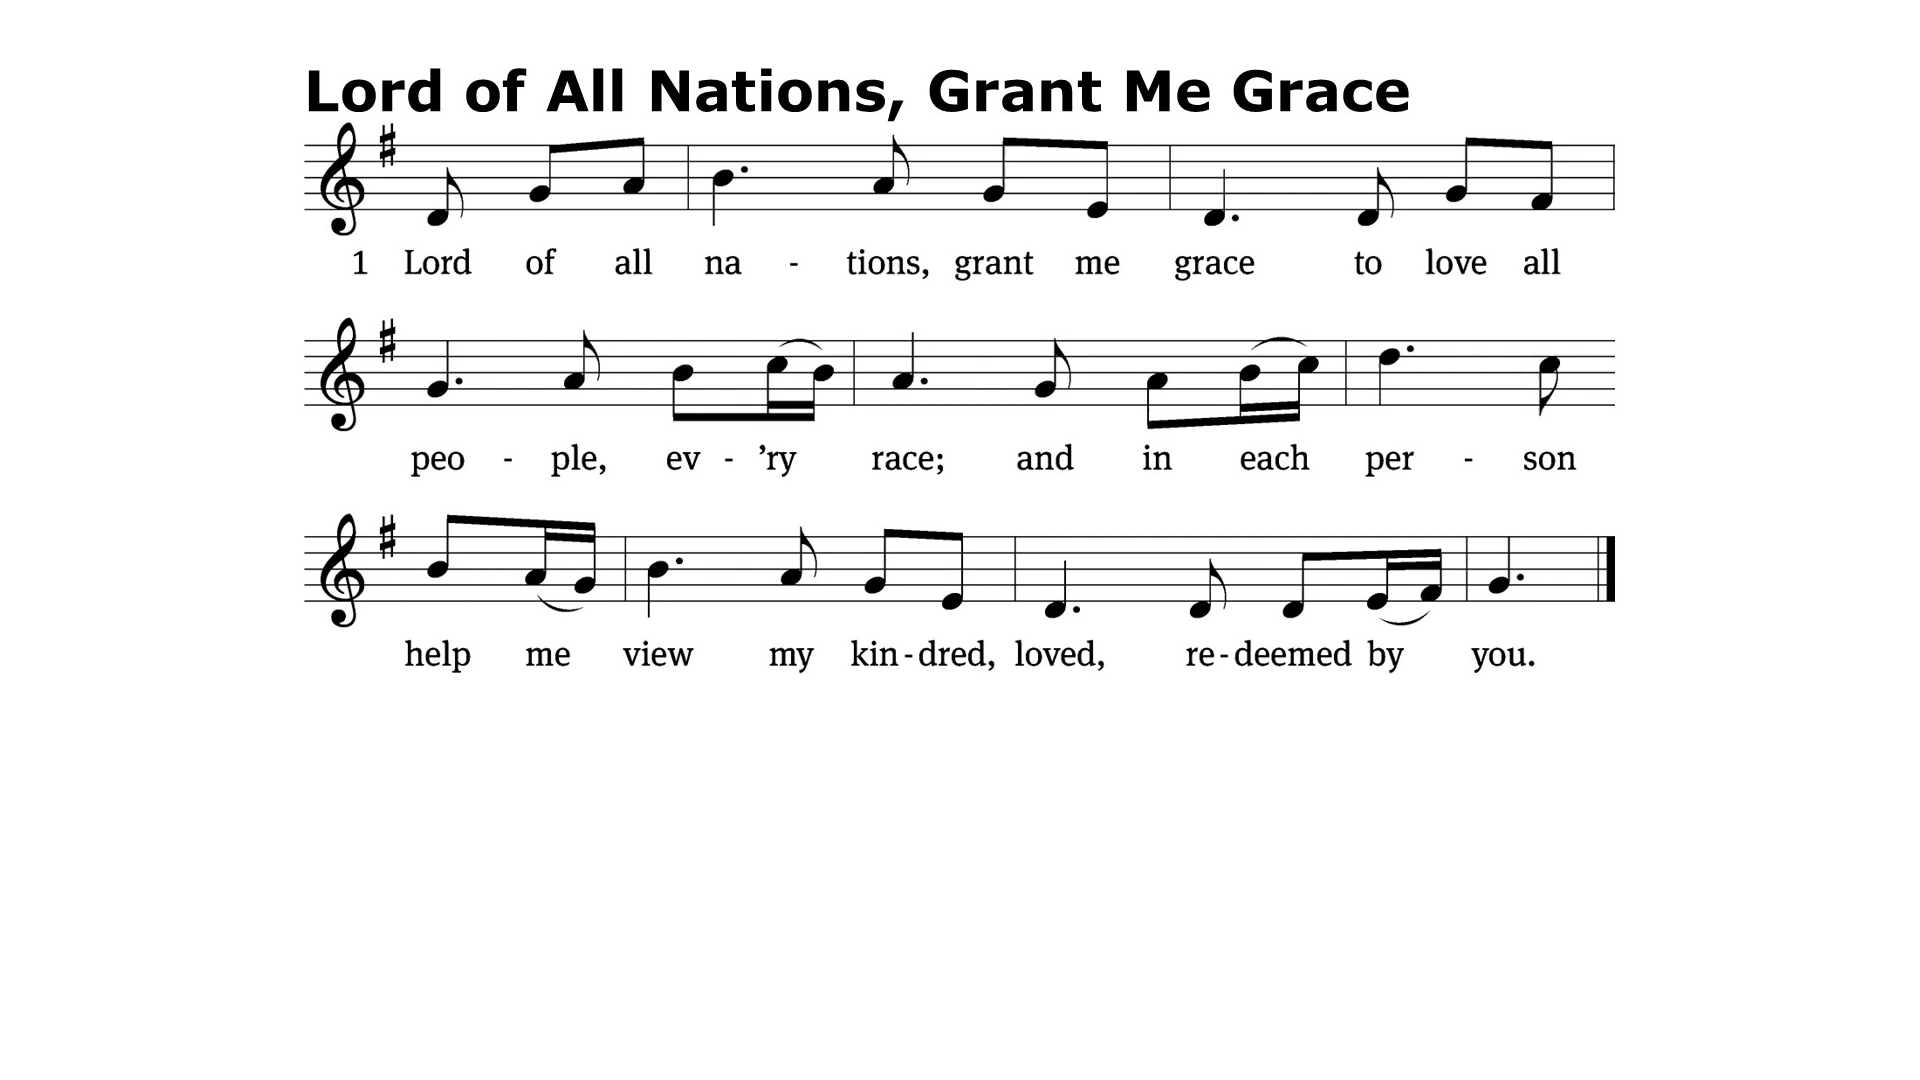 Lord of All Nations, Grant Me Grace
1 Lord of all na - tions, grant me grace to love all
peo - ple, ev - ’ry race; and in each per - son
help me view my kin - dred, loved, re - deemed by you.